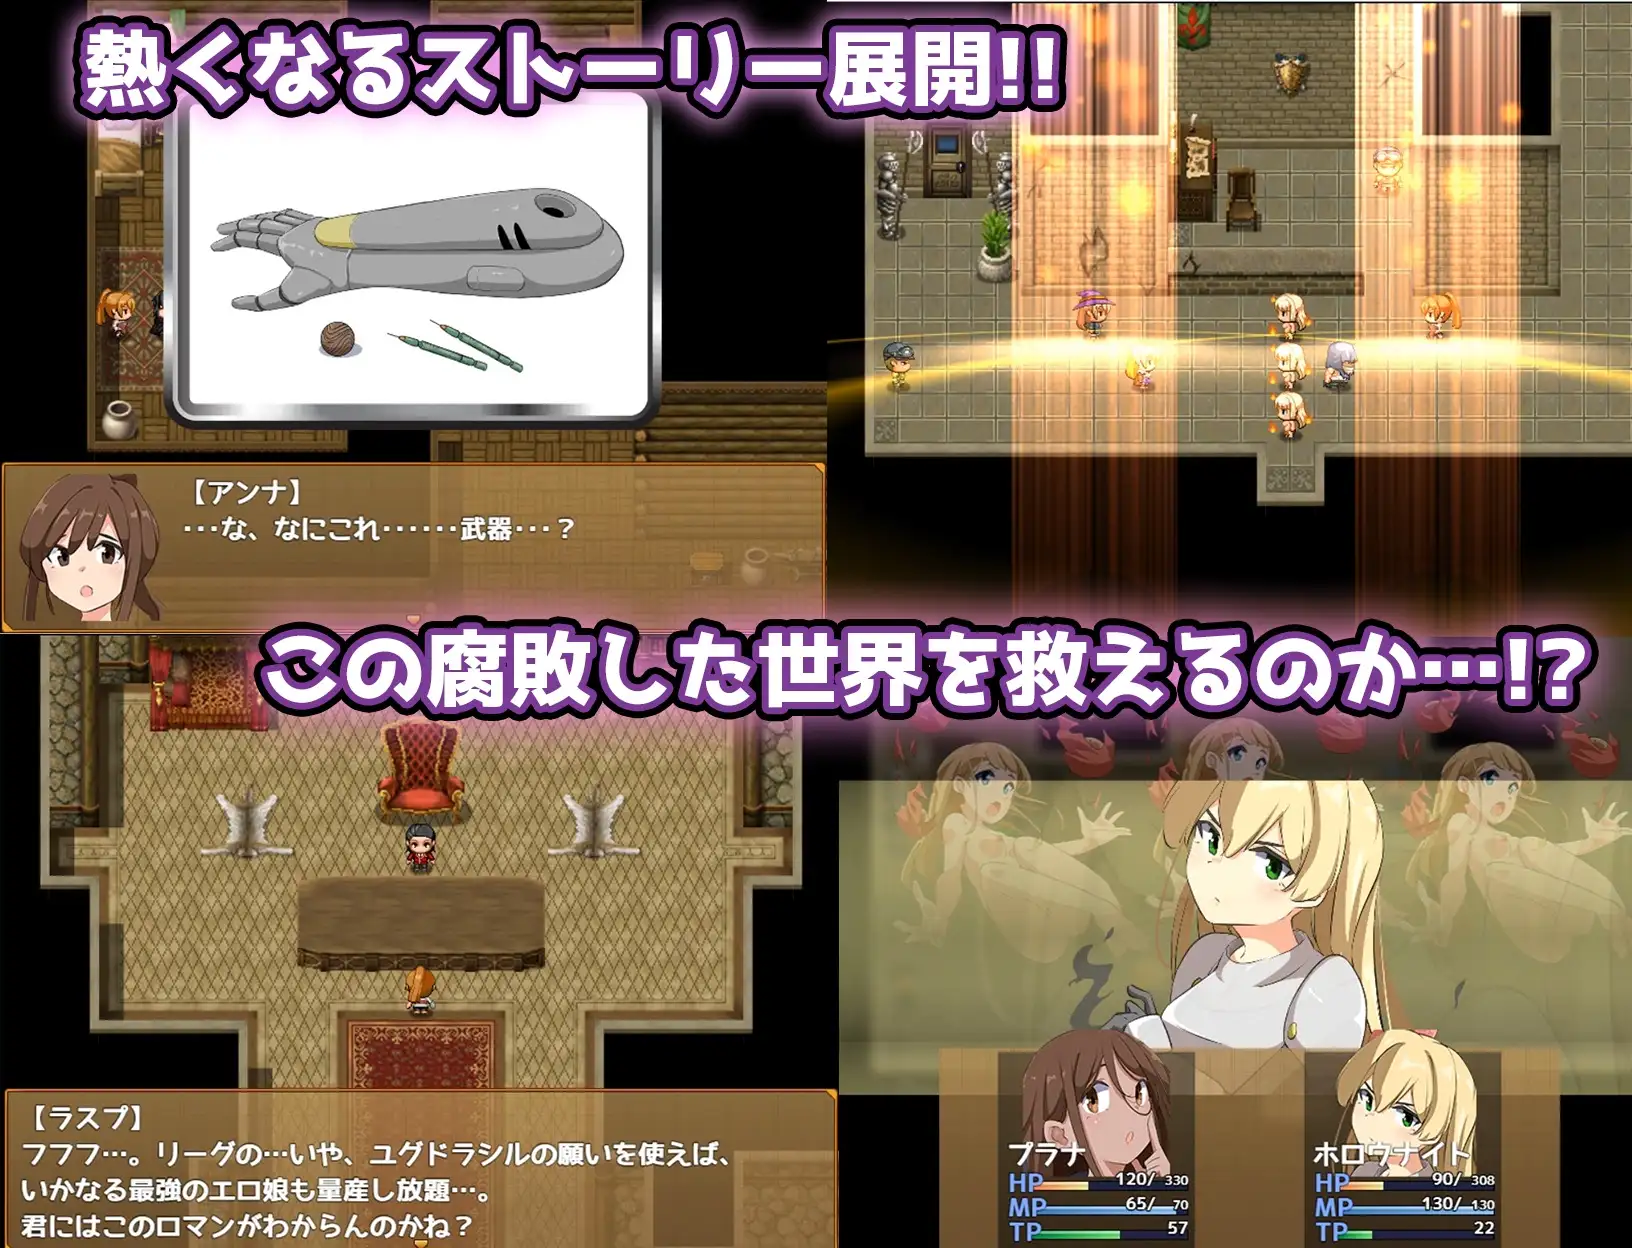 熱くなるストーリー展開!!
【アンナ】
･･･な、なにこれ･･････武器･･･？
この腐敗した世界を救えるのか…!?
【ラスプ】
フフフ…。リーグの…いや、ユグドラシルの願いを使えば、
いかなる最強のエロ娘も量産し放題…。
君にはこのロマンがわからんのかね？
プラナ
HP 120/ 330
MP 65/ 70
TP 57
ホロウナイト
HP 90/ 308
MP 130/ 130
TP 22